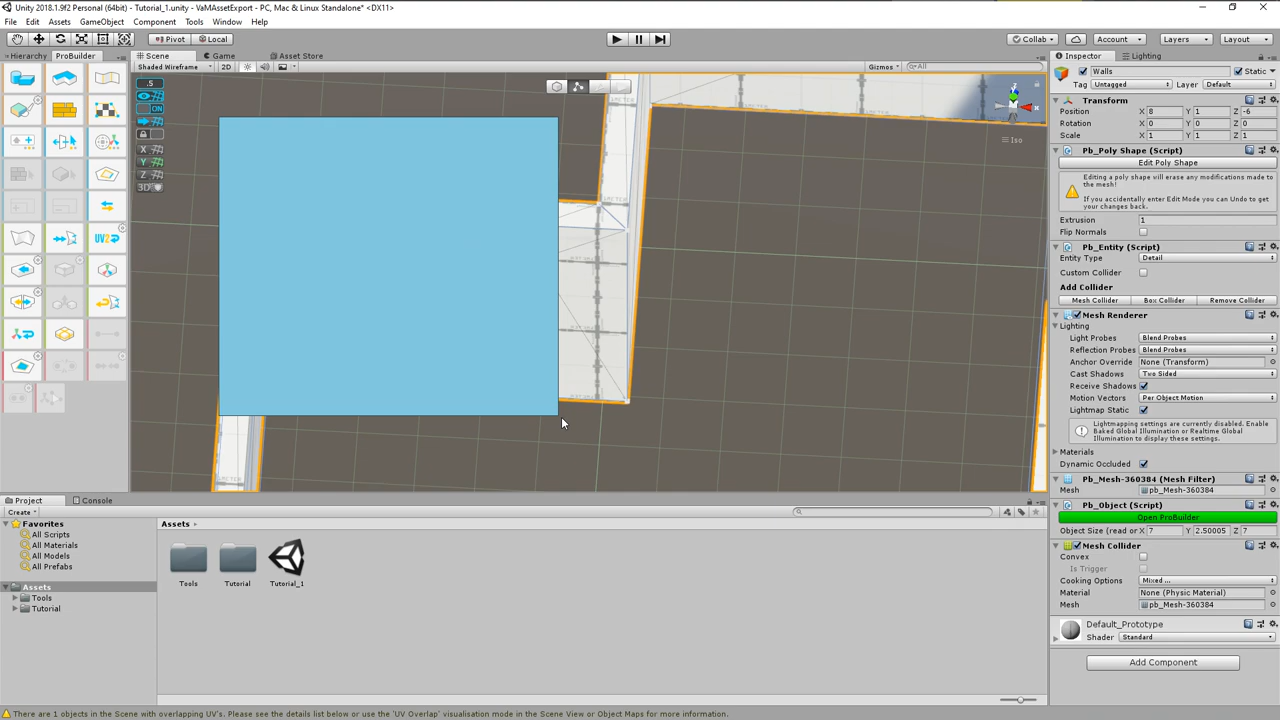 Unity 2018.1.9f2 Personal (64bit) - Tutorial_1.unity - VaMAssetExport - PC, Mac & Linux Standalone* <DX11>
File Edit Assets GameObject Component Tools Window Help
Pivot Local Collab Account Layers Layout
Hierarchy ProBuilder Scene Game Asset Store Inspector Lighting
Shaded Wireframe 2D Gizmos All
Walls Static
Tag Untagged Layer Default
.5
ON
X
Y
Z
3D
UV2
Iso
Transform
Position X 8 Y 1 Z -6
Rotation X 0 Y 0 Z 0
Scale X 1 Y 1 Z 1
Pb_Poly Shape (Script)
Edit Poly Shape
Editing a poly shape will erase any modifications made to the mesh!
If you accidentally enter Edit Mode you can Undo to get your changes back.
Extrusion 1
Flip Normals
Pb_Entity (Script)
Entity Type Detail
Custom Collider
Add Collider
Mesh Collider Box Collider Remove Collider
Mesh Renderer
Lighting
Light Probes Blend Probes
Reflection Probes Blend Probes
Anchor Override None (Transform)
Cast Shadows Two Sided
Receive Shadows
Motion Vectors Per Object Motion
Lightmap Static
Lightmapping settings are currently disabled. Enable Baked Global Illumination or Realtime Global Illumination to display these settings.
Materials
Dynamic Occluded
Pb_Mesh-360384 (Mesh Filter)
Mesh pb_Mesh-360384
Pb_Object (Script)
Open ProBuilder
Object Size (read or X 7 Y 2.50005 Z 7
Mesh Collider
Convex
Is Trigger
Cooking Options Mixed ...
Material None (Physic Material)
Mesh pb_Mesh-360384
Default_Prototype
Shader Standard
Add Component
Project Console
Create
Favorites
All Scripts
All Materials
All Models
All Prefabs
Assets
Tools
Tutorial
Assets
Tools Tutorial Tutorial_1
There are 1 objects in the Scene with overlapping UV's. Please see the details list below or use the 'UV Overlap' visualisation mode in the Scene View or Object Maps for more information.